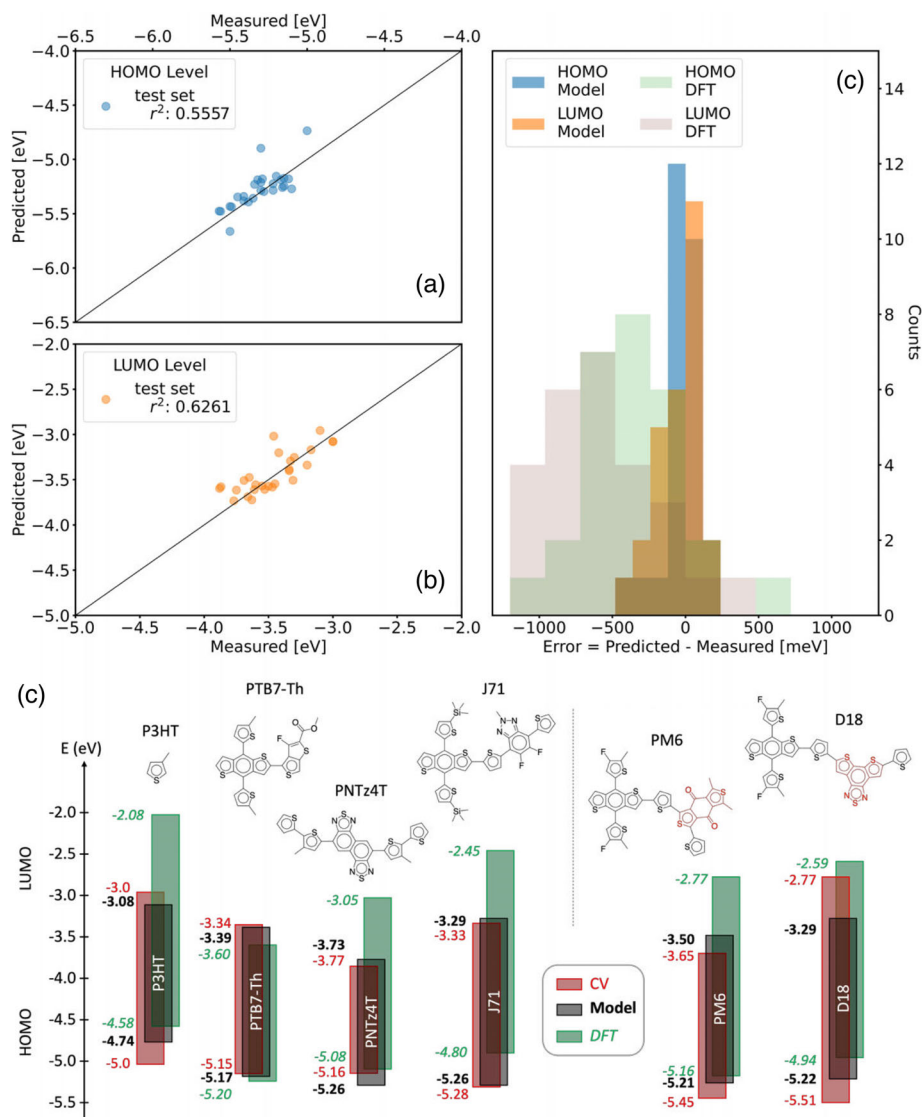 Measured [eV]
−6.5 −6.0 −5.5 −5.0 −4.5 −4.0
−4.0
−4.5
−5.0
−5.5
−6.0
−6.5
Predicted [eV]
HOMO Level
test set
r²: 0.5557
(a)
−2.0
−2.5
−3.0
−3.5
−4.0
−4.5
−5.0
Predicted [eV]
LUMO Level
test set
r²: 0.6261
(b)
−5.0 −4.5 −4.0 −3.5 −3.0 −2.5 −2.0
Measured [eV]
HOMO Model
LUMO Model
HOMO DFT
LUMO DFT
(c)
14
12
10
8
6
4
2
0
Counts
−1000 −500 0 500 1000
Error = Predicted - Measured [meV]
(c)
E (eV)
-2.0
-2.5
-3.0
-3.5
-4.0
-4.5
-5.0
-5.5
LUMO
HOMO
P3HT
S
-2.08
-3.0
-3.08
P3HT
-4.58
-4.74
-5.0
PTB7-Th
S S S S F O O S S
-3.34
-3.39
-3.60
PTB7-Th
-5.15
-5.17
-5.20
PNTz4T
S S N S N N S N S S
-3.05
-3.73
-3.77
PNTz4T
-5.08
-5.16
-5.26
J71
Si S S S S Si S N N N F F S
-2.45
-3.29
-3.33
J71
-4.80
-5.26
-5.28
CV
Model
DFT
PM6
F S S S S F S O O S S S
-2.77
-3.50
-3.65
PM6
-5.16
-5.21
-5.45
D18
F S S S S F S S S S N S N
-2.59
-2.77
-3.29
D18
-4.94
-5.22
-5.51